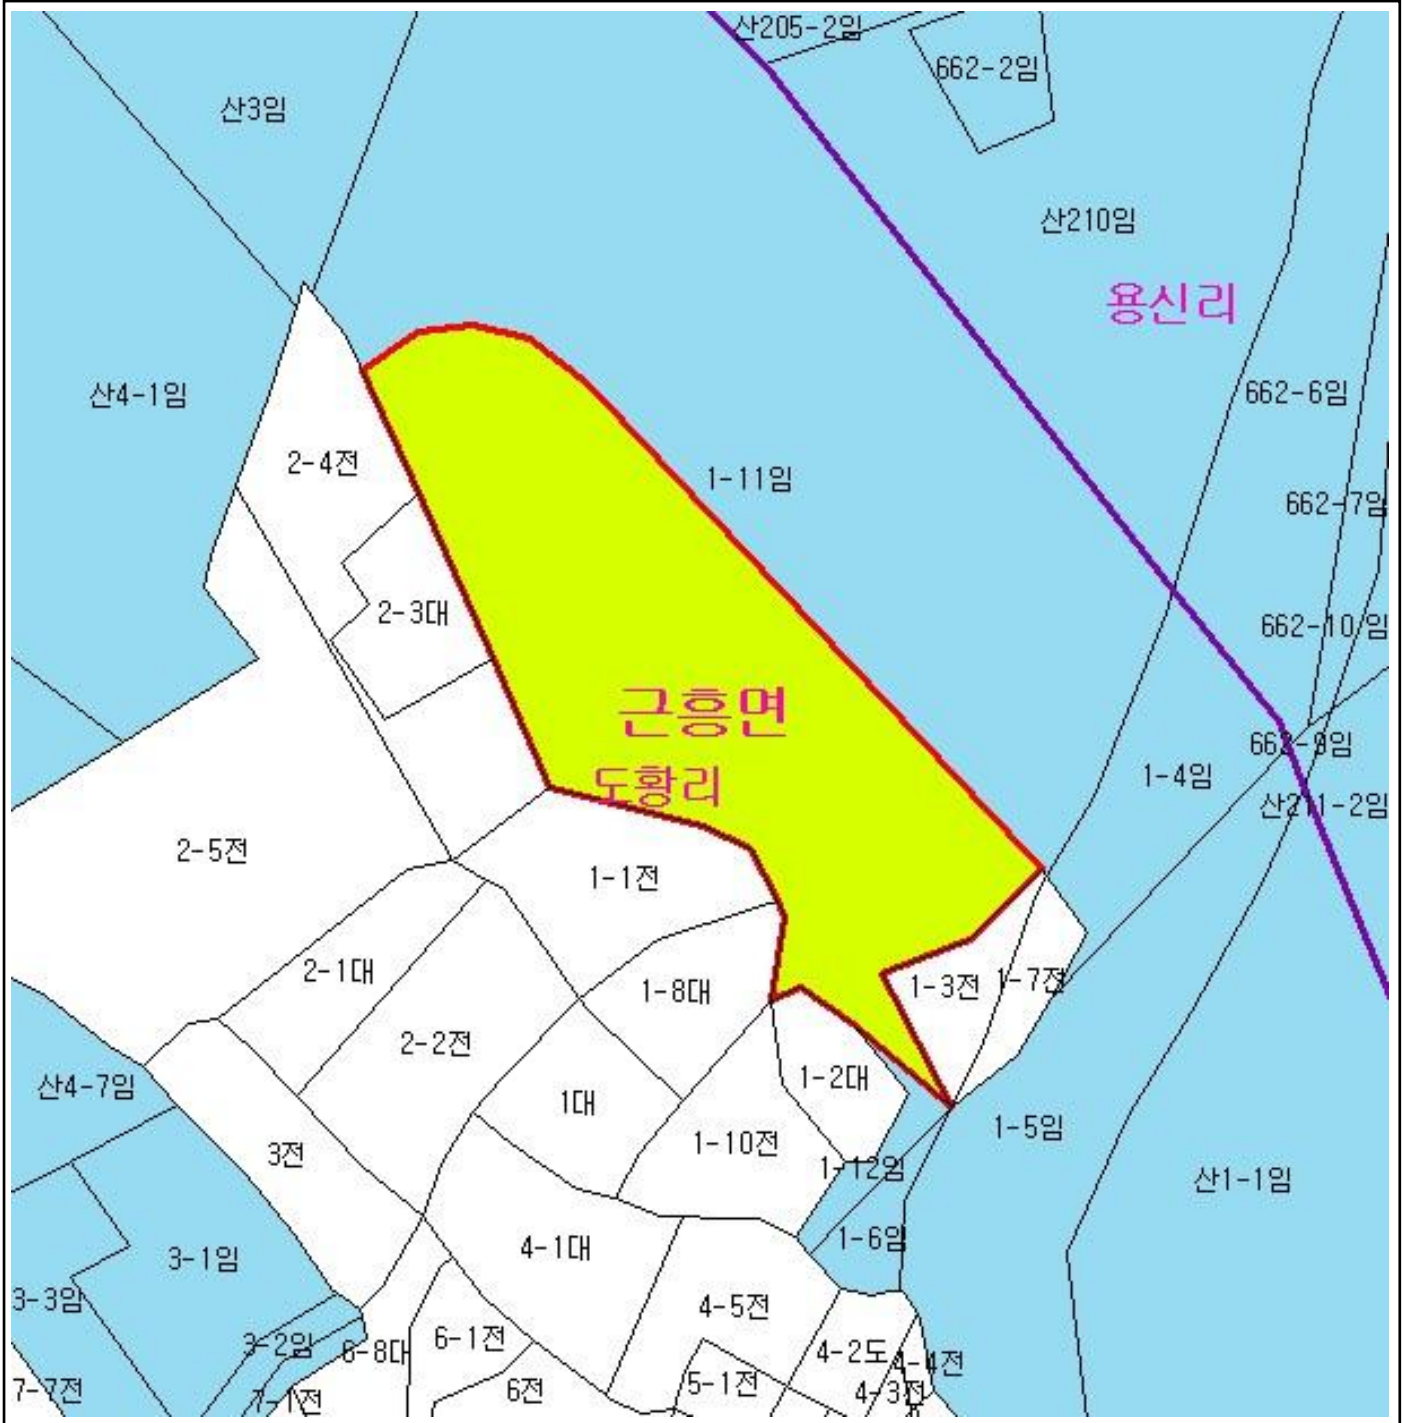 산205-2임
662-2임
산3임
산210임
용신리
산4-1임
662-6임
2-4전
1-11임
662-7임
2-3대
662-10임
근흥면
662-9임
1-4임
도황리
산211-2임
2-5전
1-1전
2-1대
1-8대
1-3전
1-7전
2-2전
산4-7임
1-2대
1대
1-5임
1-10전
3전
1-12임
산1-1임
1-6임
4-1대
3-1임
3-3임
4-5전
3-2임
6-8대
6-1전
4-2도
4-4전
7-7전
7-1전
6전
5-1전
4-3전